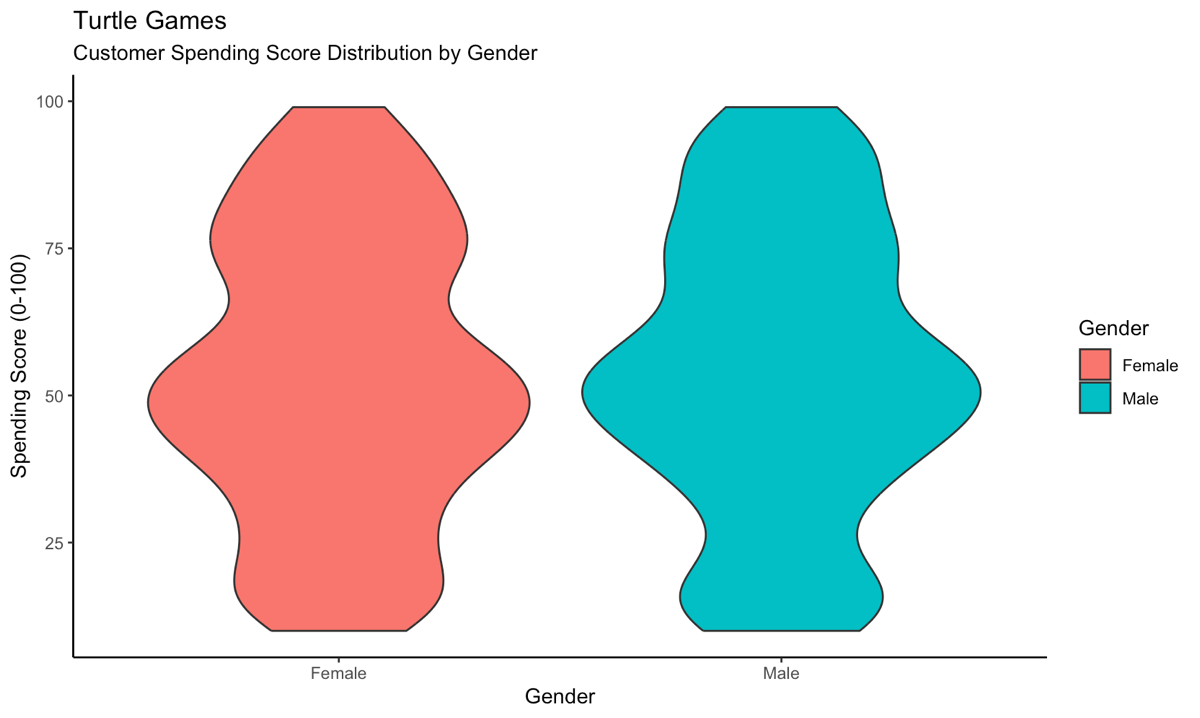 Turtle Games
Customer Spending Score Distribution by Gender
Spending Score (0-100)
100
75
50
25
Female
Male
Gender
Gender
Female
Male